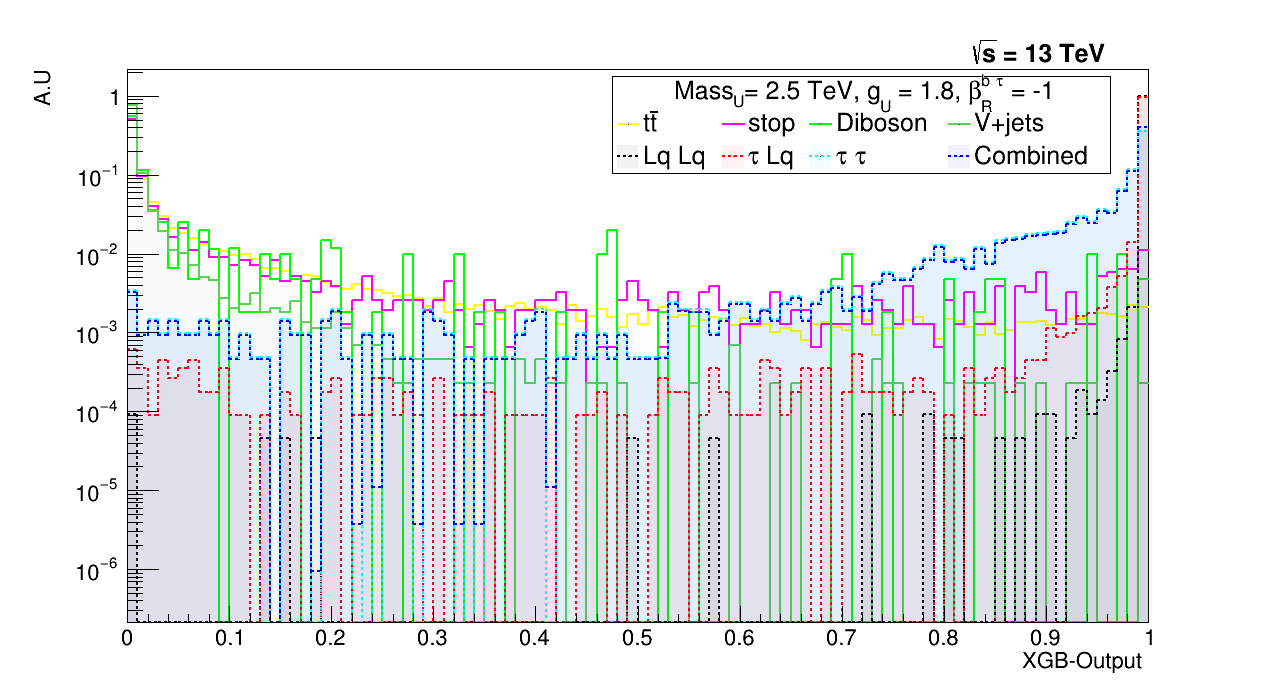 √s = 13 TeV
A.U
Mass_U= 2.5 TeV, g_U = 1.8, β_R^{b τ} = -1
tt̄ stop Diboson V+jets
Lq Lq τ Lq τ τ Combined
1
10⁻¹
10⁻²
10⁻³
10⁻⁴
10⁻⁵
10⁻⁶
0 0.1 0.2 0.3 0.4 0.5 0.6 0.7 0.8 0.9 1
XGB-Output